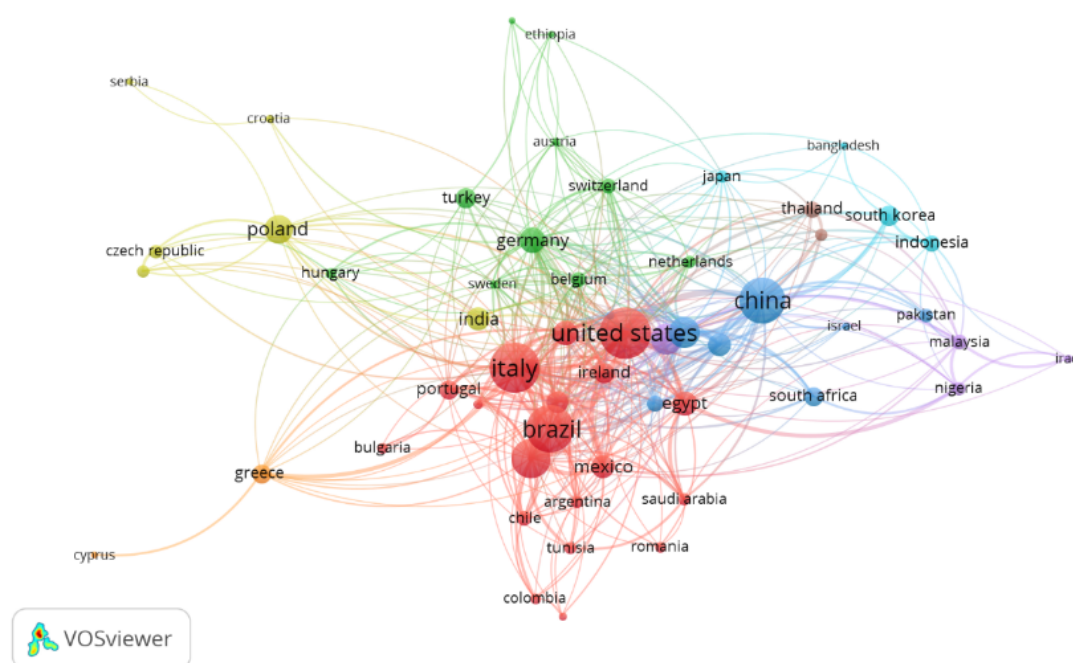 ethiopia
serbia
croatia
austria
bangladesh
japan
switzerland
turkey
thailand
south korea
poland
germany
indonesia
czech republic
netherlands
hungary
belgium
sweden
china
india
pakistan
israel
united states
malaysia
iraq
italy
ireland
portugal
nigeria
south africa
egypt
brazil
bulgaria
mexico
greece
saudi arabia
argentina
chile
tunisia
romania
cyprus
colombia
VOSviewer